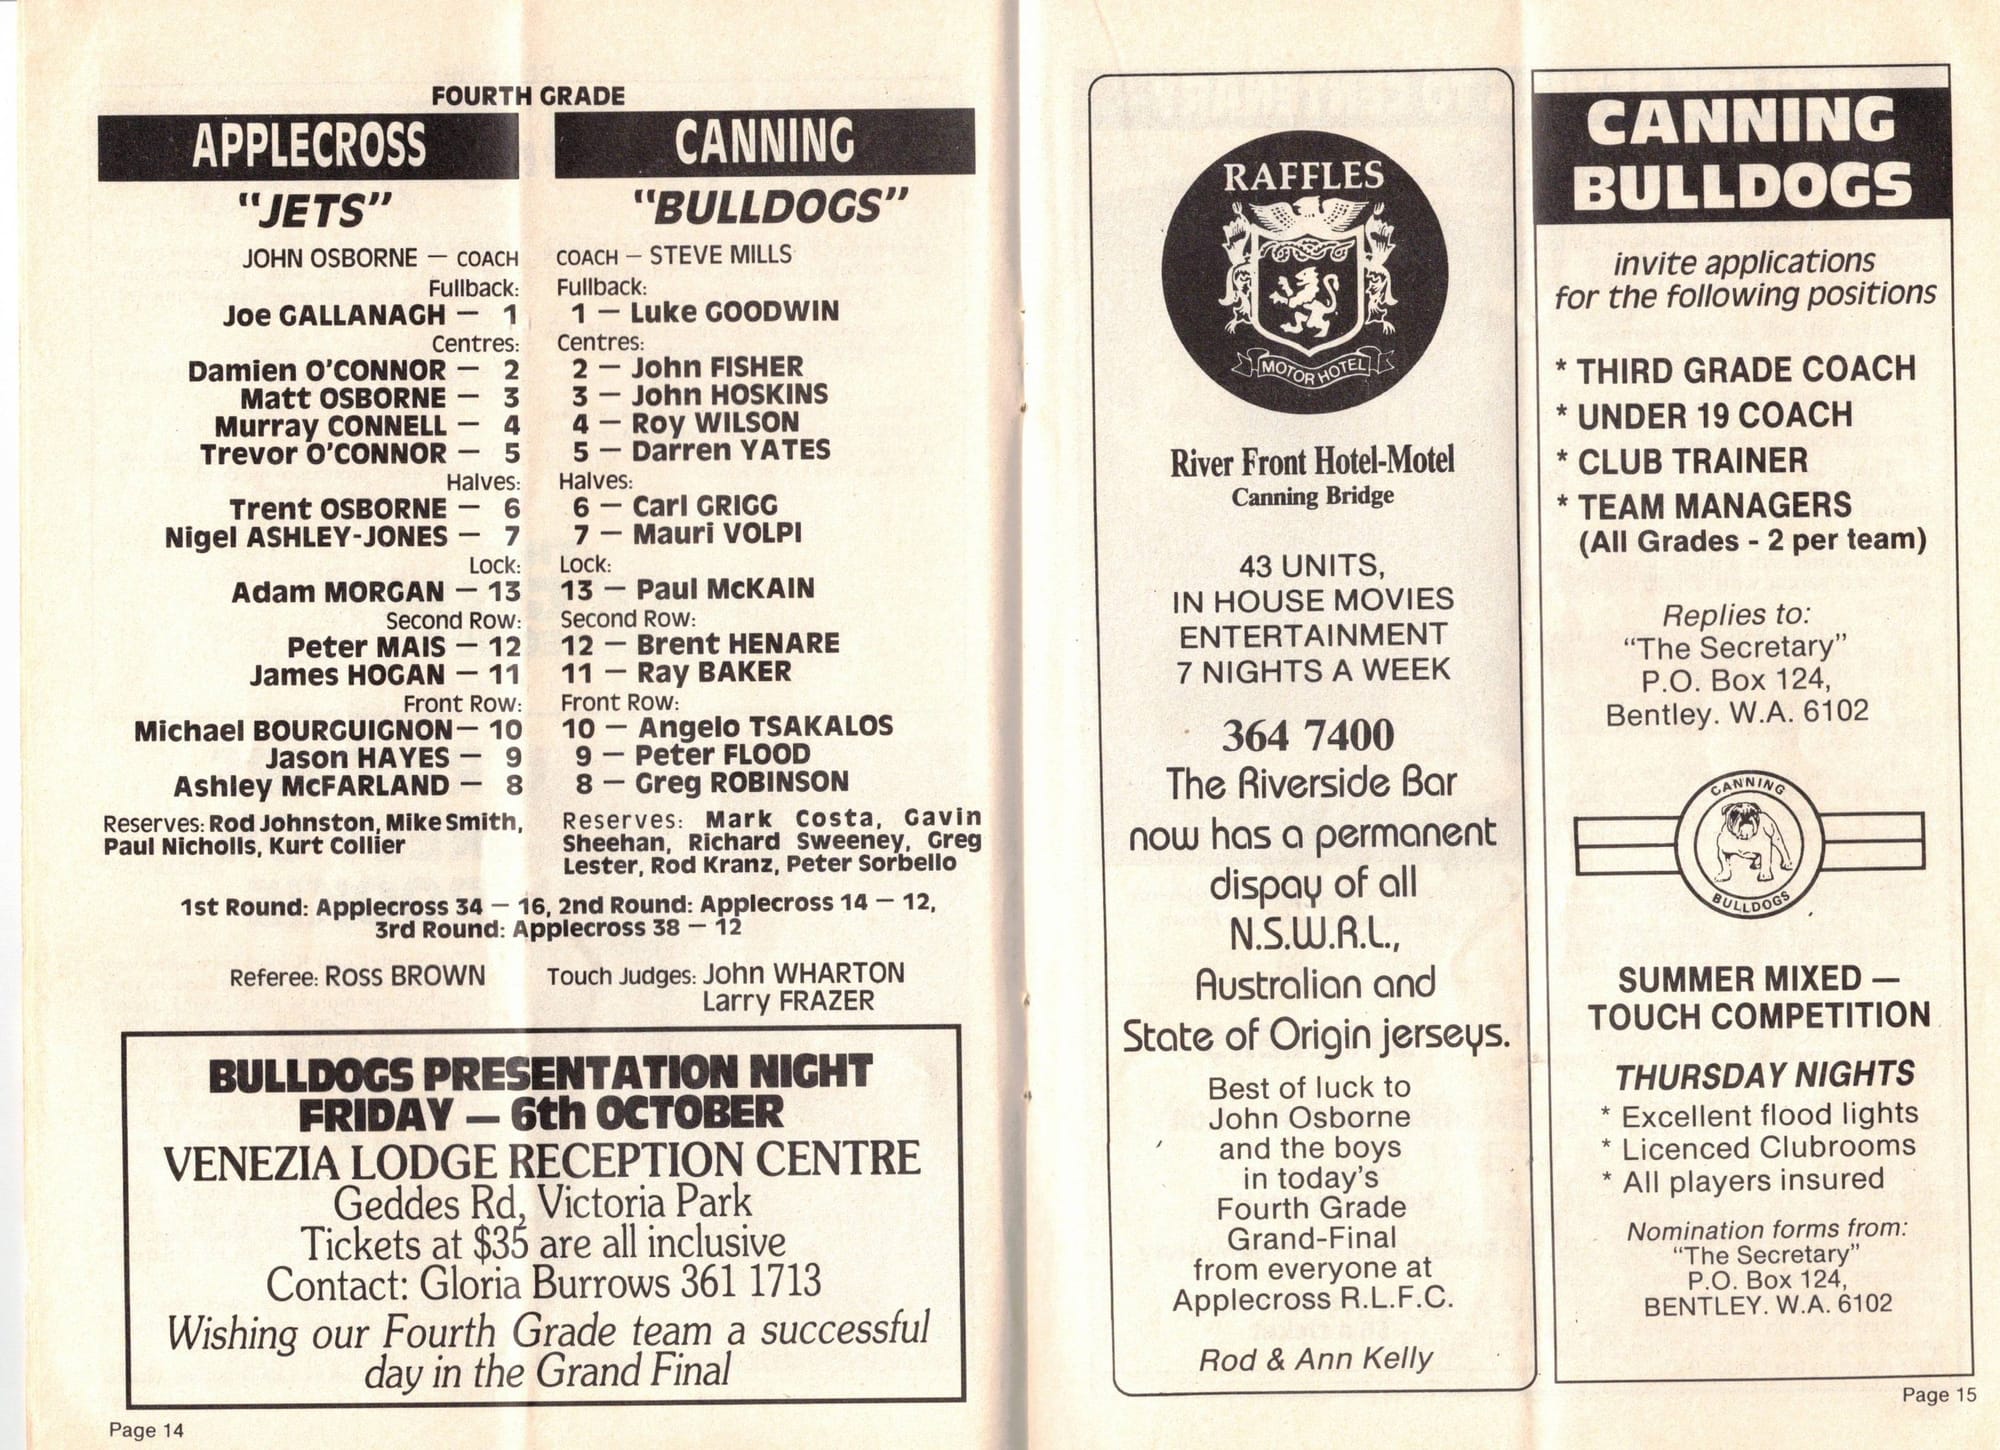 FOURTH GRADE
APPLECROSS
"JETS"
JOHN OSBORNE — COACH
Fullback:
Joe GALLANAGH — 1
Centres:
Damien O'CONNOR — 2
Matt OSBORNE — 3
Murray CONNELL — 4
Trevor O'CONNOR — 5
Halves:
Trent OSBORNE — 6
Nigel ASHLEY-JONES — 7
Lock:
Adam MORGAN — 13
Second Row:
Peter MAIS — 12
James HOGAN — 11
Front Row:
Michael BOURGUIGNON — 10
Jason HAYES — 9
Ashley McFARLAND — 8
Reserves: Rod Johnston, Mike Smith,
Paul Nicholls, Kurt Collier
CANNING
"BULLDOGS"
COACH — STEVE MILLS
Fullback:
1 — Luke GOODWIN
Centres:
2 — John FISHER
3 — John HOSKINS
4 — Roy WILSON
5 — Darren YATES
Halves:
6 — Carl GRIGG
7 — Mauri VOLPI
Lock:
13 — Paul McKAIN
Second Row:
12 — Brent HENARE
11 — Ray BAKER
Front Row:
10 — Angelo TSAKALOS
9 — Peter FLOOD
8 — Greg ROBINSON
Reserves: Mark Costa, Gavin
Sheehan, Richard Sweeney, Greg
Lester, Rod Kranz, Peter Sorbello
1st Round: Applecross 34 — 16, 2nd Round: Applecross 14 — 12,
3rd Round: Applecross 38 — 12
Referee: ROSS BROWN
Touch Judges: John WHARTON
Larry FRAZER
BULLDOGS PRESENTATION NIGHT
FRIDAY — 6th OCTOBER
VENEZIA LODGE RECEPTION CENTRE
Geddes Rd, Victoria Park
Tickets at $35 are all inclusive
Contact: Gloria Burrows 361 1713
Wishing our Fourth Grade team a successful
day in the Grand Final
Page 14
RAFFLES
MOTOR HOTEL
River Front Hotel-Motel
Canning Bridge
43 UNITS,
IN HOUSE MOVIES
ENTERTAINMENT
7 NIGHTS A WEEK
364 7400
The Riverside Bar
now has a permanent
dispay of all
N.S.W.R.L.,
Australian and
State of Origin jerseys.
Best of luck to
John Osborne
and the boys
in today's
Fourth Grade
Grand-Final
from everyone at
Applecross R.L.F.C.
Rod & Ann Kelly
CANNING
BULLDOGS
invite applications
for the following positions
* THIRD GRADE COACH
* UNDER 19 COACH
* CLUB TRAINER
* TEAM MANAGERS
(All Grades - 2 per team)
Replies to:
"The Secretary"
P.O. Box 124,
Bentley. W.A. 6102
CANNING
BULLDOGS
SUMMER MIXED —
TOUCH COMPETITION
THURSDAY NIGHTS
* Excellent flood lights
* Licenced Clubrooms
* All players insured
Nomination forms from:
"The Secretary"
P.O. Box 124,
BENTLEY. W.A. 6102
Page 15